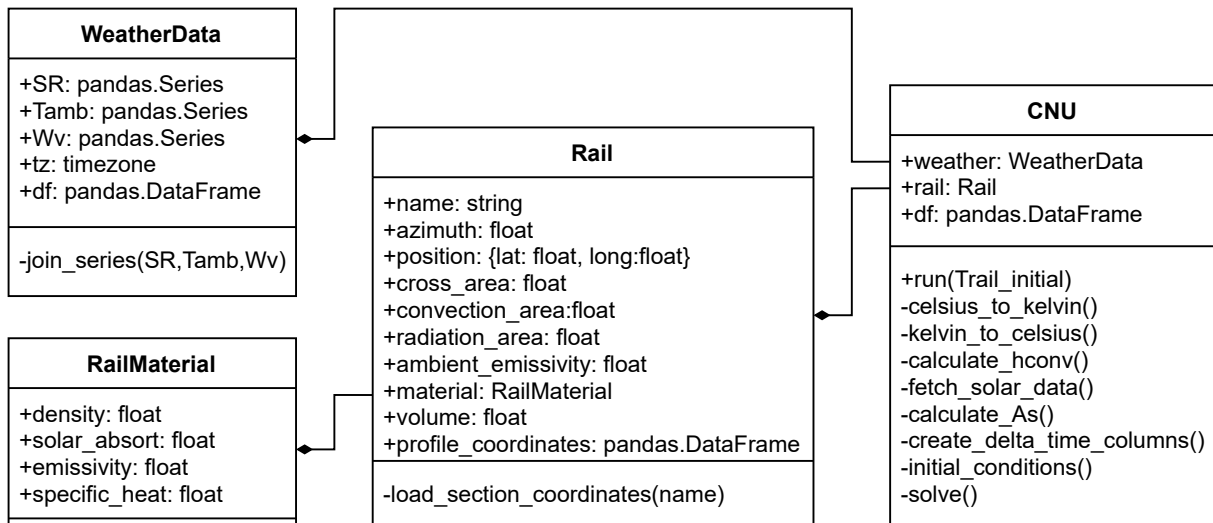 WeatherData
+SR: pandas.Series
+Tamb: pandas.Series
+Wv: pandas.Series
+tz: timezone
+df: pandas.DataFrame
-join_series(SR,Tamb,Wv)
RailMaterial
+density: float
+solar_absort: float
+emissivity: float
+specific_heat: float
Rail
+name: string
+azimuth: float
+position: {lat: float, long:float}
+cross_area: float
+convection_area:float
+radiation_area: float
+ambient_emissivity: float
+material: RailMaterial
+volume: float
+profile_coordinates: pandas.DataFrame
-load_section_coordinates(name)
CNU
+weather: WeatherData
+rail: Rail
+df: pandas.DataFrame
+run(Trail_initial)
-celsius_to_kelvin()
-kelvin_to_celsius()
-calculate_hconv()
-fetch_solar_data()
-calculate_As()
-create_delta_time_columns()
-initial_conditions()
-solve()